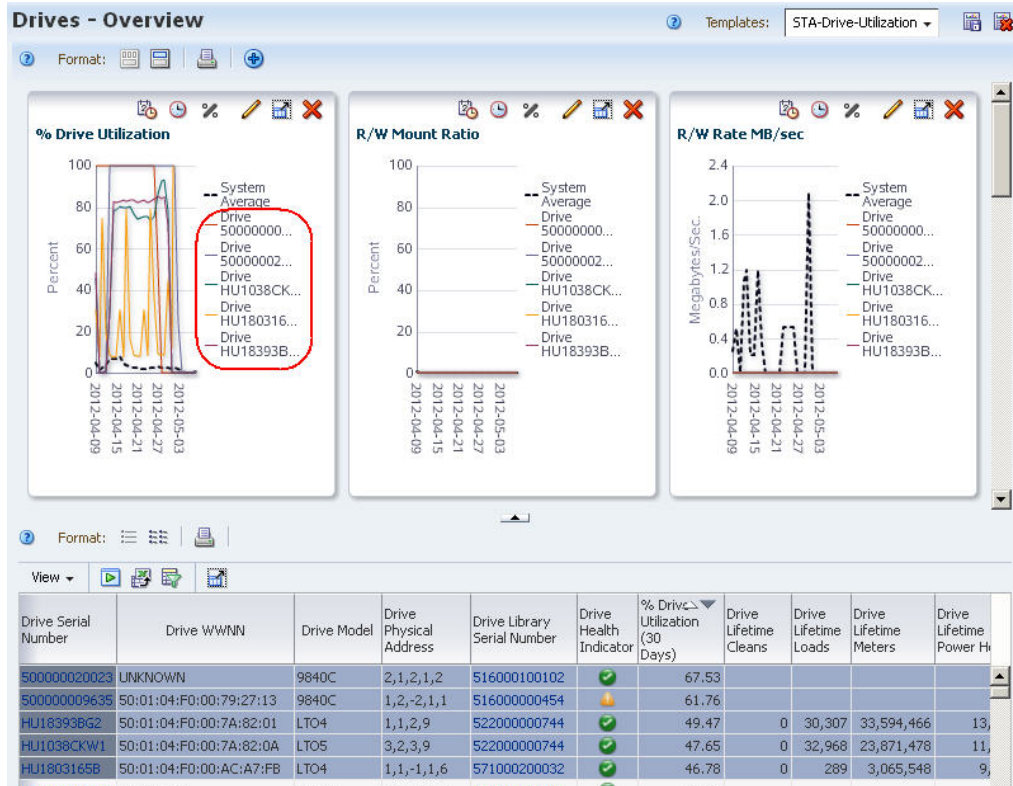 Drives - Overview
Templates: STA-Drive-Utilization
Format:
% Drive Utilization
100
80
60
40
20
0
Percent
2012-04-09
2012-04-15
2012-04-21
2012-04-27
2012-05-03
System
Average
Drive
50000000...
Drive
50000002...
Drive
HU1038CK...
Drive
HU180316...
Drive
HU18393B...
R/W Mount Ratio
100
80
60
40
20
0
Percent
2012-04-09
2012-04-15
2012-04-21
2012-04-27
2012-05-03
System
Average
Drive
50000000...
Drive
50000002...
Drive
HU1038CK...
Drive
HU180316...
Drive
HU18393B...
R/W Rate MB/sec
2.4
2.0
1.6
1.2
0.8
0.4
0.0
Megabytes/Sec.
2012-04-09
2012-04-15
2012-04-21
2012-04-27
2012-05-03
System
Average
Drive
50000000...
Drive
50000002...
Drive
HU1038CK...
Drive
HU180316...
Drive
HU18393B...
Format:
View
Drive Serial
Number
Drive WWNN
Drive Model
Drive
Physical
Address
Drive Library
Serial Number
Drive
Health
Indicator
% Drive
Utilization
(30
Days)
Drive
Lifetime
Cleans
Drive
Lifetime
Loads
Drive
Lifetime
Meters
Drive
Lifetime
Power H
500000020023 UNKNOWN 9840C 2,1,2,1,2 516000100102 67.53
500000009635 50:01:04:F0:00:79:27:13 9840C 1,2,-2,1,1 516000000454 61.76
HU18393BG2 50:01:04:F0:00:7A:82:01 LTO4 1,1,2,9 522000000744 49.47 0 30,307 33,594,466 13,
HU1038CKW1 50:01:04:F0:00:7A:82:0A LTO5 3,2,3,9 522000000744 47.65 0 32,968 23,871,478 11,
HU1803165B 50:01:04:F0:00:AC:A7:FB LTO4 1,1,-1,1,6 571000200032 46.78 0 289 3,065,548 9,